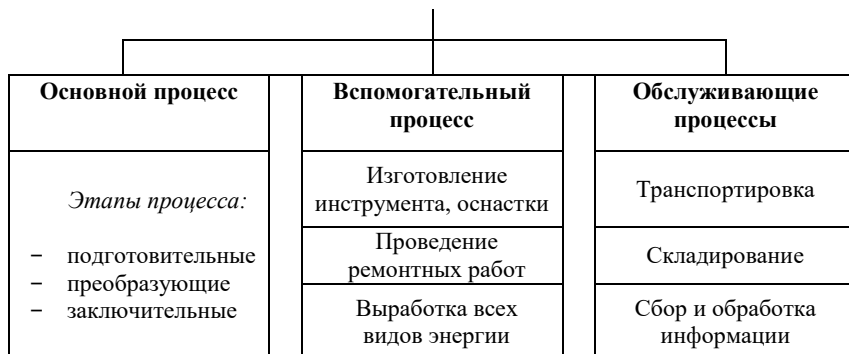 Основной процесс
Этапы процесса:
− подготовительные
− преобразующие
− заключительные
Вспомогательный
процесс
Изготовление
инструмента, оснастки
Проведение
ремонтных работ
Выработка всех
видов энергии
Обслуживающие
процессы
Транспортировка
Складирование
Сбор и обработка
информации